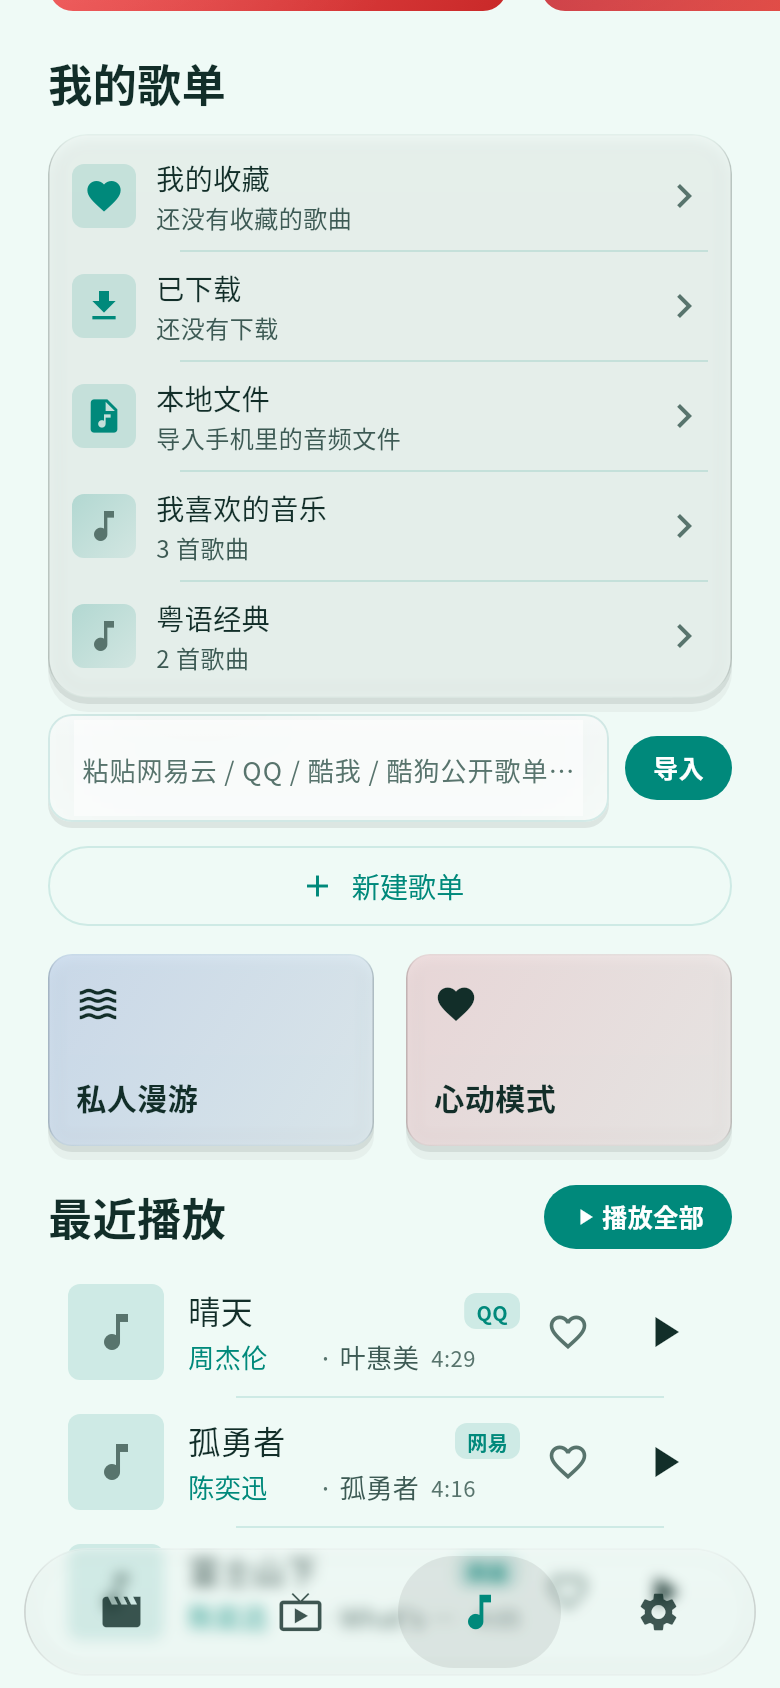 我的歌单
我的收藏
还没有收藏的歌曲
已下载
还没有下载
本地文件
导入手机里的音频文件
我喜欢的音乐
3 首歌曲
粤语经典
2 首歌曲
粘贴网易云 / QQ / 酷我 / 酷狗公开歌单…
导入
新建歌单
私人漫游
心动模式
最近播放
播放全部
晴天
QQ
周杰伦 · 叶惠美 4:29
孤勇者
网易
陈奕迅 · 孤勇者 4:16
富士山下